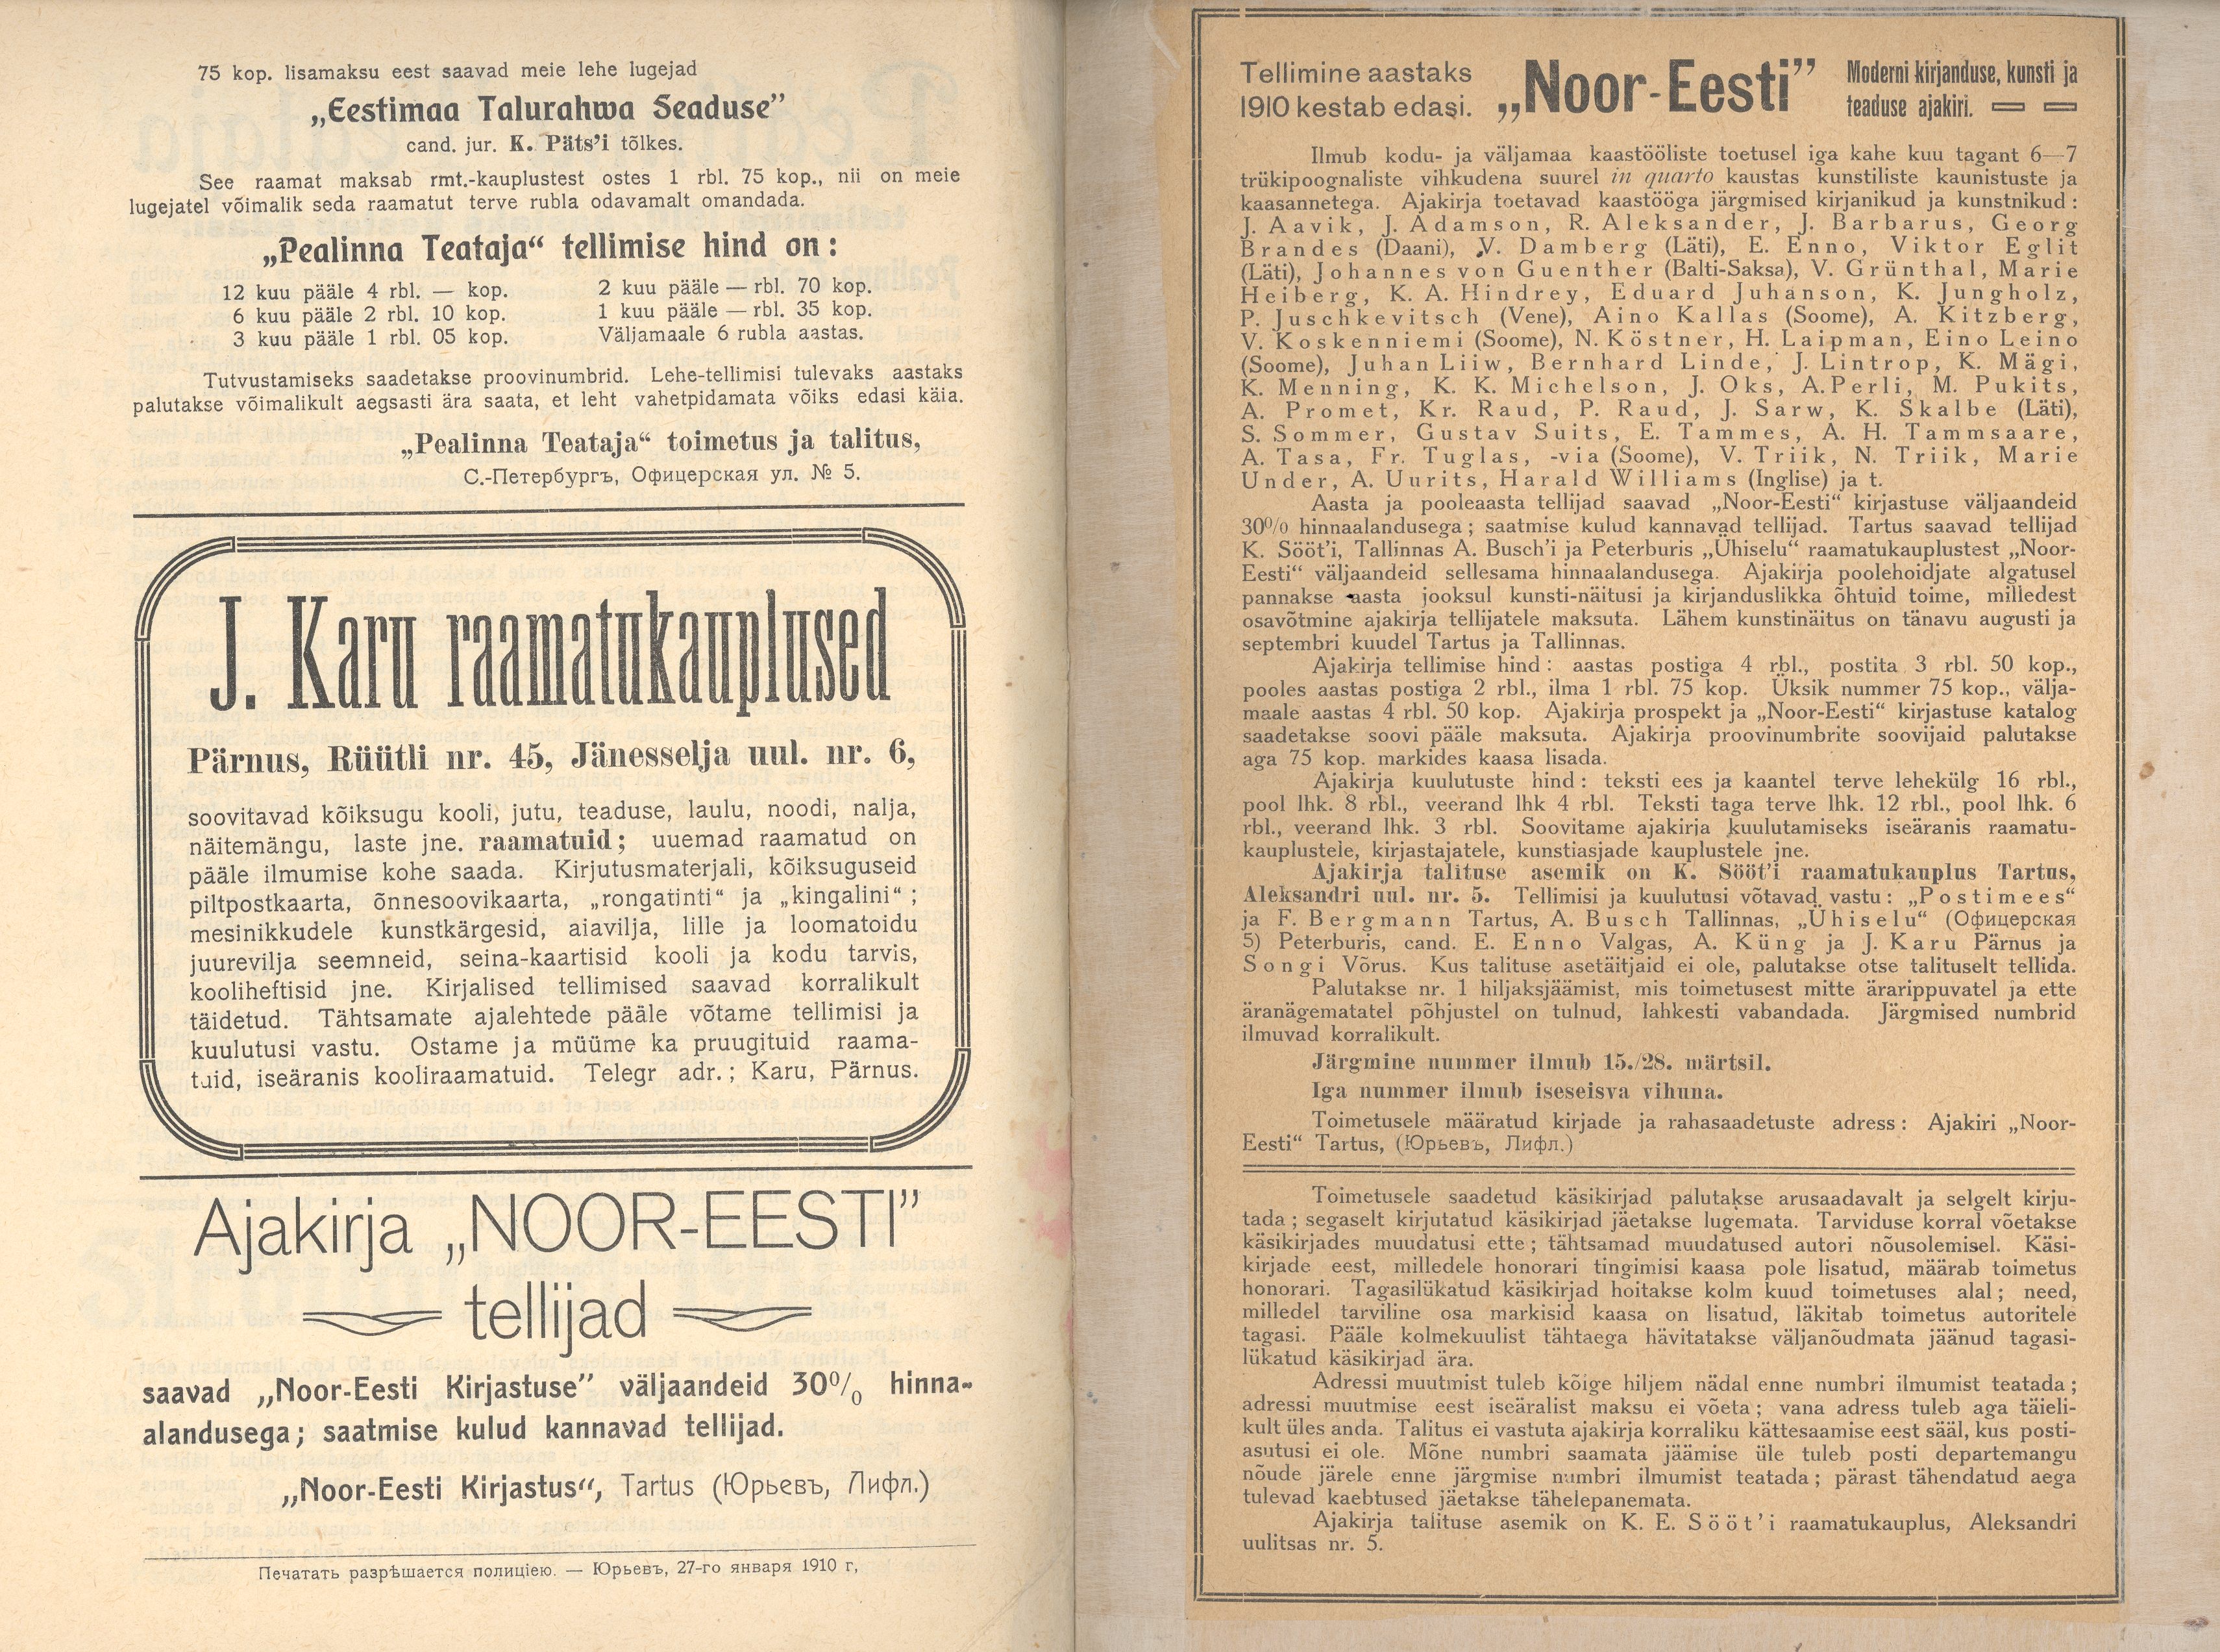 75 kop. lisamaksu eest saavad meie lehe lugejad
„Eestimaa Talurahwa Seaduse”
cand. jur. K. Päts’i tõlkes.
See raamat maksab rmt.-kauplustest ostes 1 rbl. 75 kop., nii on meie
lugejatel võimalik seda raamatut terve rubla odavamalt omandada.
„Pealinna Teataja“ tellimise hind on:
12 kuu pääle 4 rbl. — kop.
6 kuu pääle 2 rbl. 10 kop.
3 kuu pääle 1 rbl. 05 kop.
2 kuu pääle — rbl. 70 kop.
1 kuu pääle — rbl. 35 kop.
Väljamaale 6 rubla aastas.
Tutvustamiseks saadetakse proovinumbrid. Lehe-tellimisi tulevaks aastaks
palutakse võimalikult aegsasti ära saata, et leht vahetpidamata võiks edasi käia.
„Pealinna Teataja“ toimetus ja talitus,
С.-Петербургъ, Офицерская ул. № 5.
J. Karu raamatukauplused
Pärnus, Rüütli nr. 45, Jänesselja uul. nr. 6,
soovitavad kõiksugu kooli, jutu, teaduse, laulu, noodi, nalja,
näitemängu, laste jne. raamatuid; uuemad raamatud on
pääle ilmumise kohe saada. Kirjutusmaterjali, kõiksuguseid
piltpostkaarta, õnnesoovikaarta, „rongatinti“ ja „kingalini“;
mesinikkudele kunstkärgesid, aiavilja, lille ja loomatoidu
juurevilja seemneid, seina-kaartisid kooli ja kodu tarvis,
kooliheftisid jne. Kirjalised tellimised saavad korralikult
täidetud. Tähtsamate ajalehtede pääle võtame tellimisi ja
kuulutusi vastu. Ostame ja müüme ka pruugituid raama-
tuid, iseäranis kooliraamatuid. Telegr adr.; Karu, Pärnus.
Ajakirja „NOOR-EESTI”
tellijad
saavad „Noor-Eesti Kirjastuse” väljaandeid 30% hinna-
alandusega; saatmise kulud kannavad tellijad.
„Noor-Eesti Kirjastus“, Tartus (Юрьевъ, Лифл.)
Печатать разрѣшается полиціею. — Юрьевъ, 27-го января 1910 г,
Tellimine aastaks
1910 kestab edasi.
„Noor-Eesti”
Moderni kirjanduse, kunsti ja
teaduse ajakiri.
Ilmub kodu- ja väljamaa kaastööliste toetusel iga kahe kuu tagant 6—7
trükipoognaliste vihkudena suurel in quarto kaustas kunstiliste kaunistuste ja
kaasannetega. Ajakirja toetavad kaastööga järgmised kirjanikud ja kunstnikud:
J. Aavik, J. Adamson, R. Aleksander, J. Barbarus, Georg
Brandes (Daani), V. Damberg (Läti), E. Enno, Viktor Eglit
(Läti), Johannes von Guenther (Balti-Saksa), V. Grünthal, Marie
Heiberg, K. A. Hindrey, Eduard Juhanson, K. Jungholz,
P. Juschkevitsch (Vene), Aino Kallas (Soome), A. Kitzberg,
V. Koskenniemi (Soome), N. Köstner, H. Laipman, Eino Leino
(Soome), Juhan Liiw, Bernhard Linde, J. Lintrop, K. Mägi,
K. Menning, K. K. Michelson, J. Oks, A. Perli, M. Pukits,
A. Promet, Kr. Raud, P. Raud, J. Sarw, K. Skalbe (Läti),
S. Sommer, Gustav Suits, E. Tammes, A. H. Tammsaare,
A. Tasa, Fr. Tuglas, -via (Soome), V. Triik, N. Triik, Marie
Under, A. Uurits, Harald Williams (Inglise) ja t.
Aasta ja pooleaasta tellijad saavad „Noor-Eesti“ kirjastuse väljaandeid
30% hinnaalandusega; saatmise kulud kannavad tellijad. Tartus saavad tellijad
K. Sööt’i, Tallinnas A. Busch’i ja Peterburis „Ühiselu“ raamatukauplustest „Noor-
Eesti“ väljaandeid sellesama hinnaalandusega. Ajakirja poolehoidjate algatusel
pannakse aasta jooksul kunsti-näitusi ja kirjanduslikka õhtuid toime, milledest
osavõtmine ajakirja tellijatele maksuta. Lähem kunstinäitus on tänavu augusti ja
septembri kuudel Tartus ja Tallinnas.
Ajakirja tellimise hind: aastas postiga 4 rbl., postita 3 rbl. 50 kop.,
pooles aastas postiga 2 rbl., ilma 1 rbl. 75 kop. Üksik nummer 75 kop., välja-
maale aastas 4 rbl. 50 kop. Ajakirja prospekt ja „Noor-Eesti“ kirjastuse katalog
saadetakse soovi pääle maksuta. Ajakirja proovinumbrite soovijaid palutakse
aga 75 kop. markides kaasa lisada.
Ajakirja kuulutuste hind: teksti ees ja kaantel terve lehekülg 16 rbl.,
pool lhk. 8 rbl., veerand lhk 4 rbl. Teksti taga terve lhk. 12 rbl., pool lhk. 6
rbl., veerand lhk. 3 rbl. Soovitame ajakirja kuulutamiseks iseäranis raamatu-
kauplustele, kirjastajatele, kunstiasjade kauplustele jne.
Ajakirja talituse asemik on K. Sööt’i raamatukauplus Tartus,
Aleksandri uul. nr. 5. Tellimisi ja kuulutusi võtavad vastu: „Postimees“
ja F. Bergmann Tartus, A. Busch Tallinnas, „Ühiselu“ (Офицерская
5) Peterburis, cand. E. Enno Valgas, A. Küng ja J. Karu Pärnus ja
Songi Võrus. Kus talituse asetäitjaid ei ole, palutakse otse talituselt tellida.
Palutakse nr. 1 hiljaksjäämist, mis toimetusest mitte ärarippuvatel ja ette
äranägematatel põhjustel on tulnud, lahkesti vabandada. Järgmised numbrid
ilmuvad korralikult.
Järgmine nummer ilmub 15./28. märtsil.
Iga nummer ilmub iseseisva vihuna.
Toimetusele määratud kirjade ja rahasaadetuste adress: Ajakiri „Noor-
Eesti“ Tartus, (Юрьевъ, Лифл.)
Toimetusele saadetud käsikirjad palutakse arusaadavalt ja selgelt kirju-
tada; segaselt kirjutatud käsikirjad jäetakse lugemata. Tarviduse korral võetakse
käsikirjades muudatusi ette; tähtsamad muudatused autori nõusolemisel. Käsi-
kirjade eest, milledele honorari tingimisi kaasa pole lisatud, määrab toimetus
honorari. Tagasilükatud käsikirjad hoitakse kolm kuud toimetuses alal; need,
milledel tarviline osa markisid kaasa on lisatud, läkitab toimetus autoritele
tagasi. Pääle kolmekuulist tähtaega hävitatakse väljanõudmata jäänud tagasi-
lükatud käsikirjad ära.
Adressi muutmist tuleb kõige hiljem nädal enne numbri ilmumist teatada;
adressi muutmise eest iseäralist maksu ei võeta; vana adress tuleb aga täieli-
kult üles anda. Talitus ei vastuta ajakirja korraliku kättesaamise eest sääl, kus posti-
asutusi ei ole. Mõne numbri saamata jäämise üle tuleb posti departemangu
nõude järele enne järgmise numbri ilmumist teatada; pärast tähendatud aega
tulevad kaebtused jäetakse tähelepanemata.
Ajakirja talituse asemik on K. E. Sööt’i raamatukauplus, Aleksandri
uulitsas nr. 5.